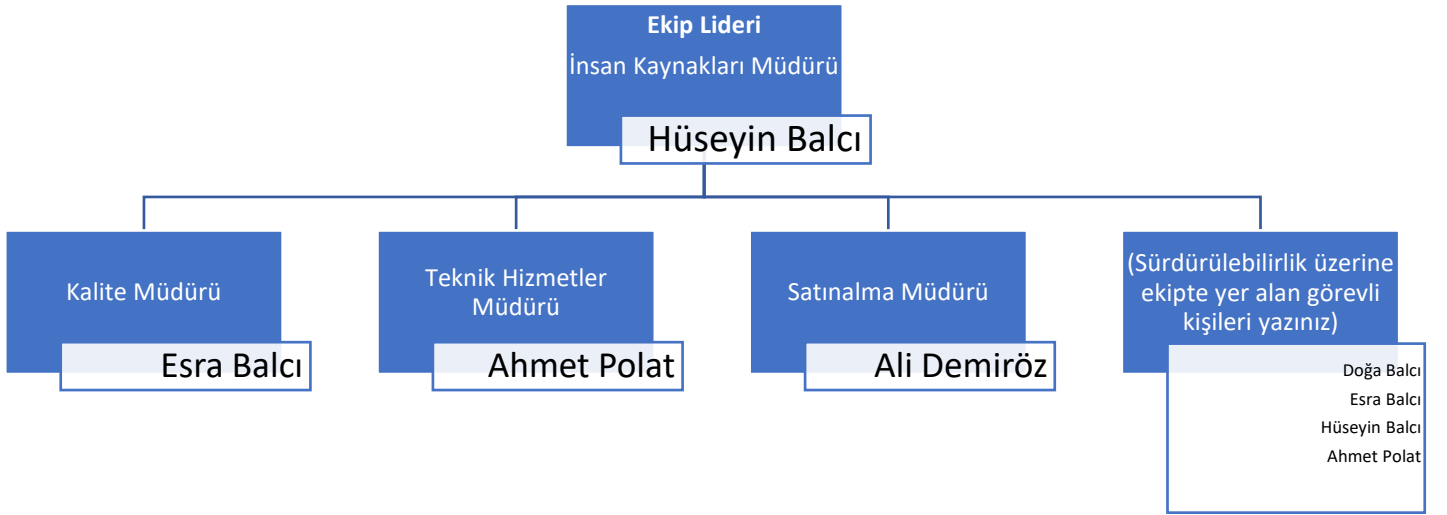 Ekip Lideri
İnsan Kaynakları Müdürü
Hüseyin Balcı
Kalite Müdürü
Esra Balcı
Teknik Hizmetler
Müdürü
Ahmet Polat
Satınalma Müdürü
Ali Demiröz
(Sürdürülebilirlik üzerine
ekipte yer alan görevli
kişileri yazınız)
Doğa Balcı
Esra Balcı
Hüseyin Balcı
Ahmet Polat